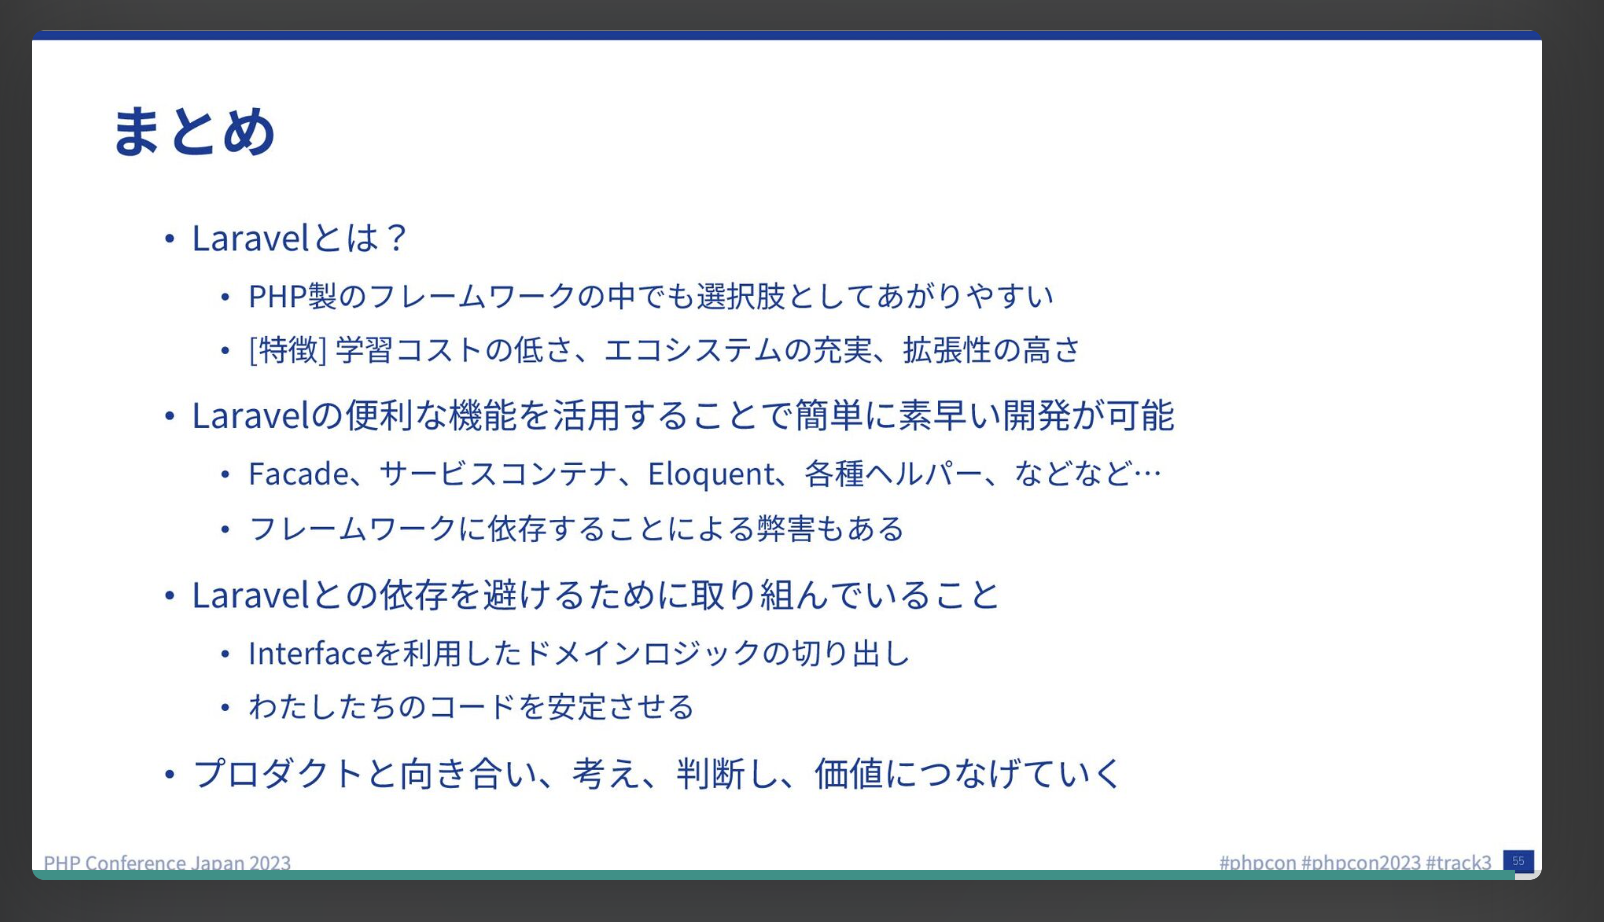 まとめ
• Laravelとは？
• PHP製のフレームワークの中でも選択肢としてあがりやすい
• [特徴] 学習コストの低さ、エコシステムの充実、拡張性の高さ
• Laravelの便利な機能を活用することで簡単に素早い開発が可能
• Facade、サービスコンテナ、Eloquent、各種ヘルパー、などなど…
• フレームワークに依存することによる弊害もある
• Laravelとの依存を避けるために取り組んでいること
• Interfaceを利用したドメインロジックの切り出し
• わたしたちのコードを安定させる
• プロダクトと向き合い、考え、判断し、価値につなげていく
PHP Conference Japan 2023
#phpcon #phpcon2023 #track3 55